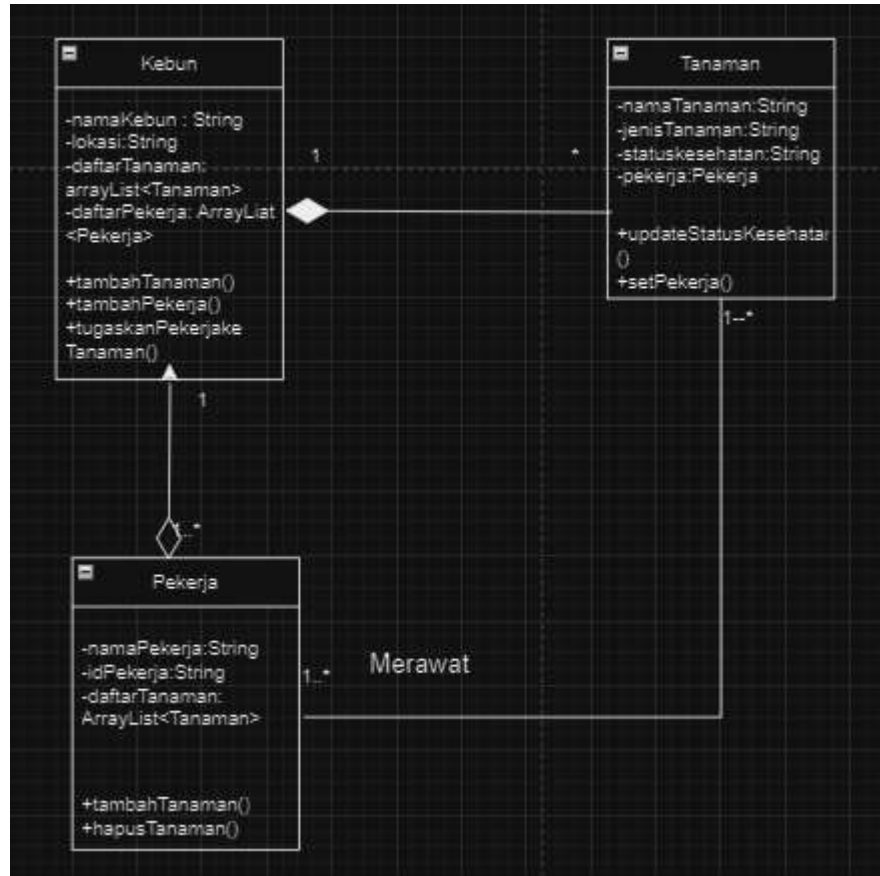 Kebun
-namaKebun : String
-lokasi:String
-daftarTanaman:
arrayList<Tanaman>
-daftarPekerja: ArrayLiat
<Pekerja>
+tambahTanaman()
+tambahPekerja()
+tugaskanPekerjake
Tanaman()
1
*
Tanaman
-namaTanaman:String
-jenisTanaman:String
-statuskesehatan:String
-pekerja:Pekerja
+updateStatusKesehatan
()
+setPekerja()
1--*
1
1..*
Pekerja
-namaPekerja:String
-idPekerja:String
-daftarTanaman:
ArrayList<Tanaman>
+tambahTanaman()
+hapusTanaman()
1..*
Merawat